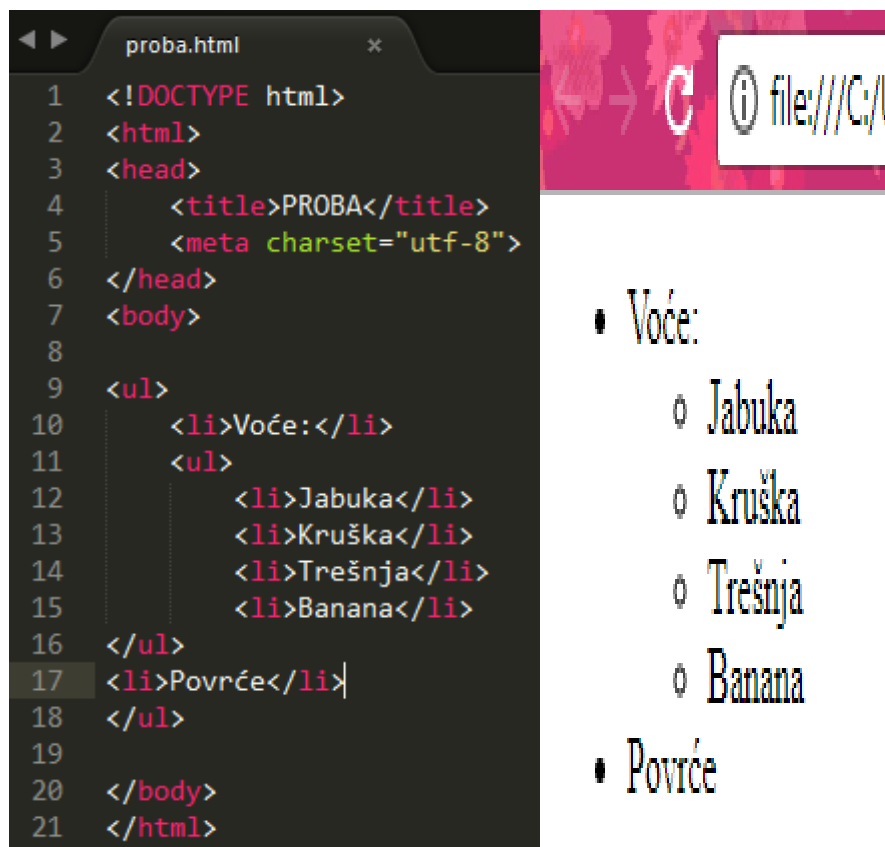 proba.html ×
1 <!DOCTYPE html>
2 <html>
3 <head>
4 <title>PROBA</title>
5 <meta charset="utf-8">
6 </head>
7 <body>
8
9 <ul>
10 <li>Voće:</li>
11 <ul>
12 <li>Jabuka</li>
13 <li>Kruška</li>
14 <li>Trešnja</li>
15 <li>Banana</li>
16 </ul>
17 <li>Povrće</li>
18 </ul>
19
20 </body>
21 </html>
file:///C:/
• Voće:
o Jabuka
o Kruška
o Trešnja
o Banana
• Povrće